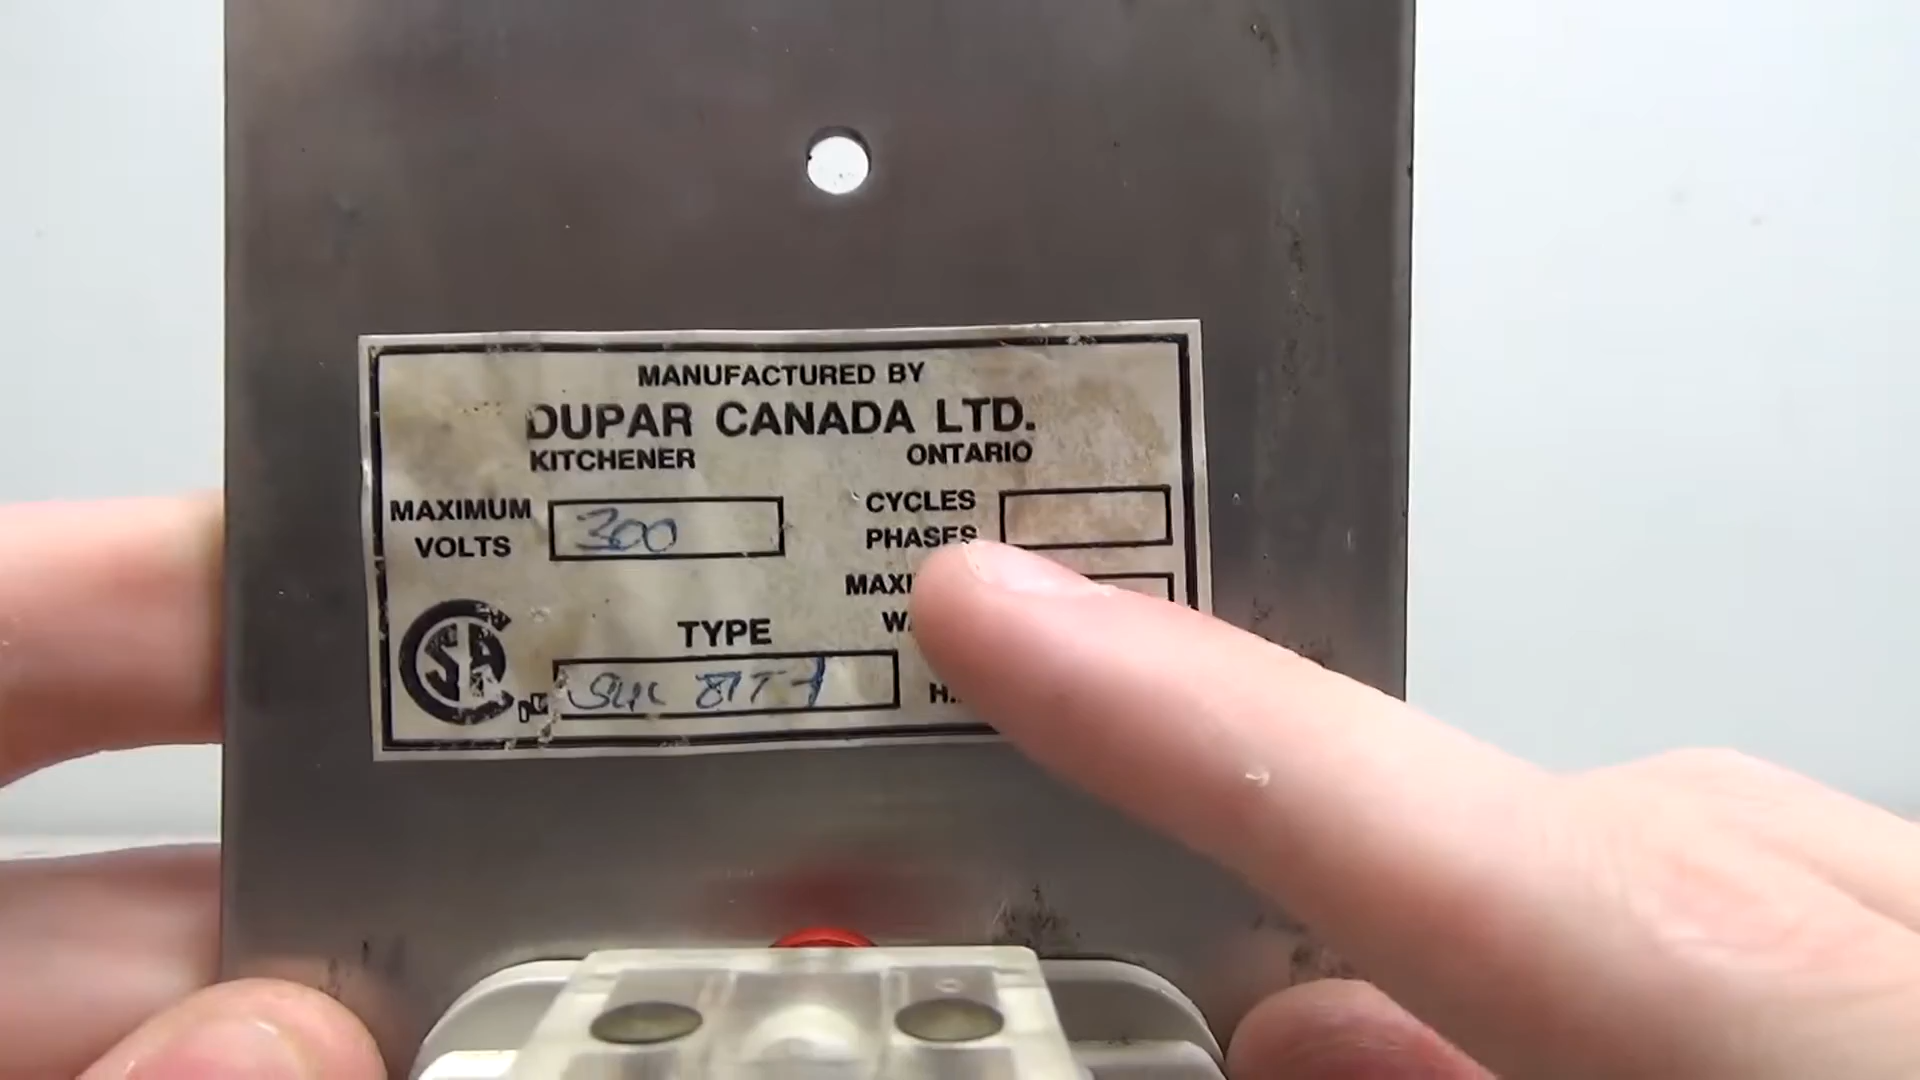 MANUFACTURED BY
DUPAR CANADA LTD.
KITCHENER ONTARIO
MAXIMUM
VOLTS 300
CYCLES
PHASES
TYPE